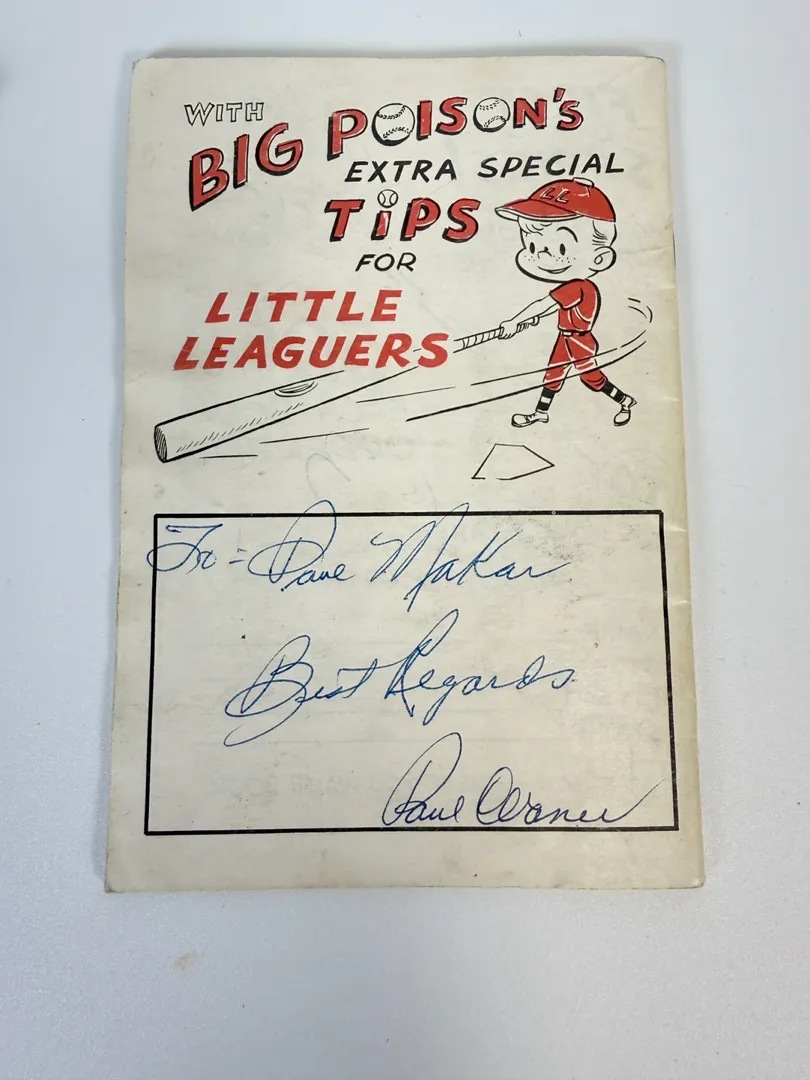 WITH
BIG POISON'S
EXTRA SPECIAL
TiPS
FOR
LITTLE
LEAGUERS
LL
To = Dave Makar
Best Regards
Paul Waner